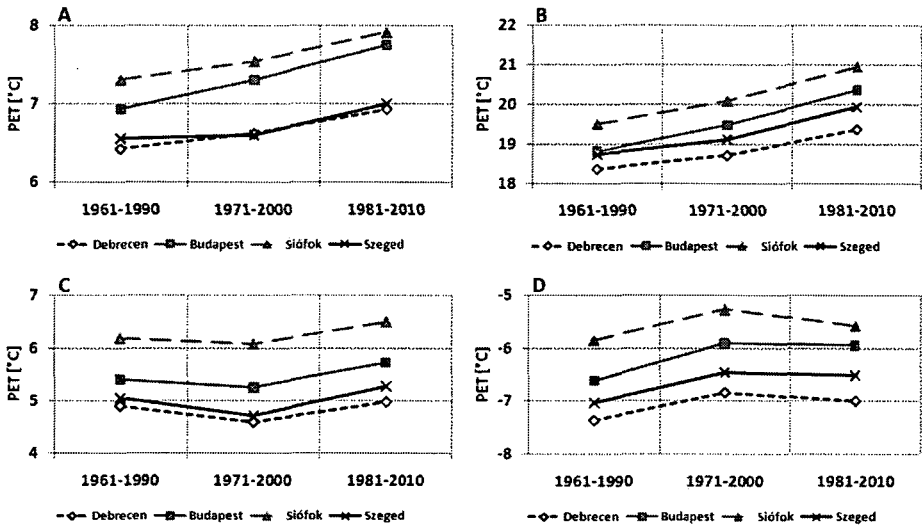 A
PET [°C]
8
7
6
1961-1990 1971-2000 1981-2010
Debrecen Budapest Siófok Szeged
B
PET [°C]
22
21
20
19
18
1961-1990 1971-2000 1981-2010
Debrecen Budapest Siófok Szeged
C
PET [°C]
7
6
5
4
1961-1990 1971-2000 1981-2010
Debrecen Budapest Siófok Szeged
D
PET [°C]
-5
-6
-7
-8
1961-1990 1971-2000 1981-2010
Debrecen Budapest Siófok Szeged